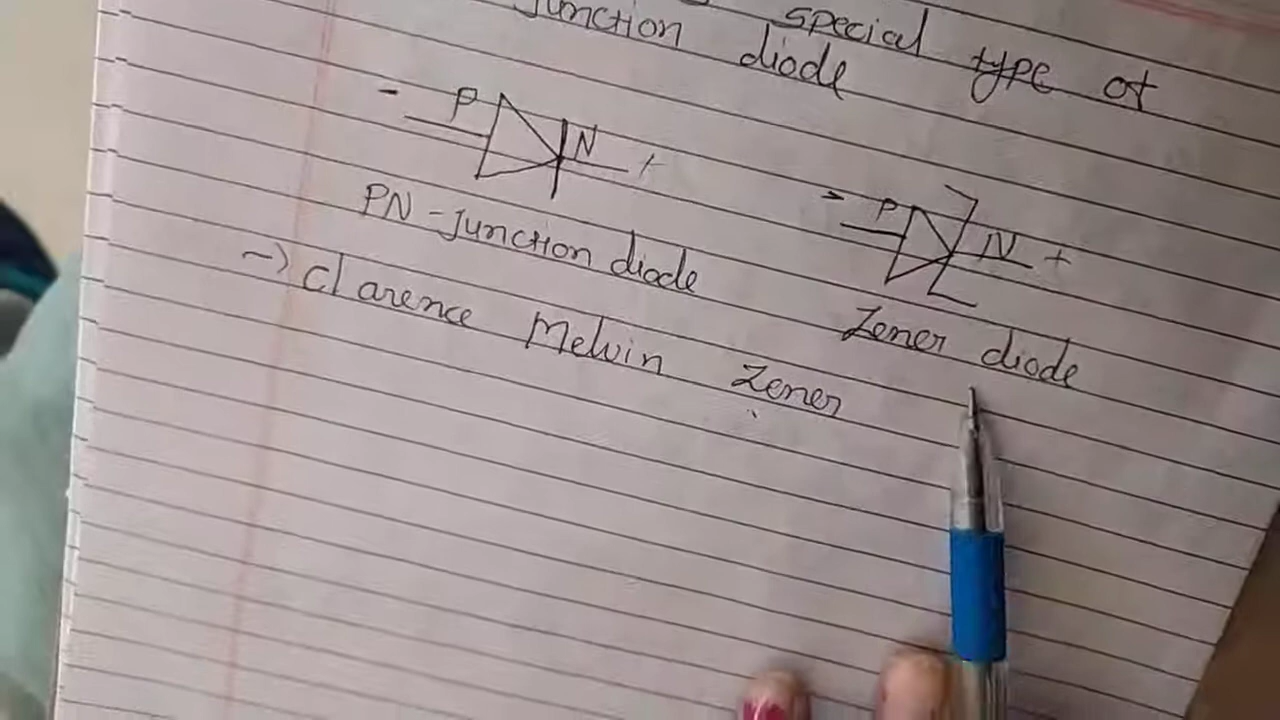 special type of
Junction diode
- P N +
- P N +
PN-Junction diode
Zener diode
→ Clarence Melvin Zener